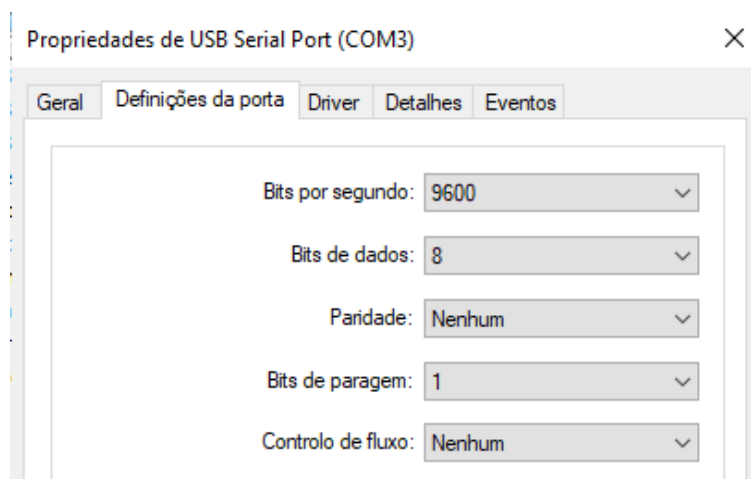 Propriedades de USB Serial Port (COM3)
Geral Definições da porta Driver Detalhes Eventos
Bits por segundo: 9600
Bits de dados: 8
Paridade: Nenhum
Bits de paragem: 1
Controlo de fluxo: Nenhum